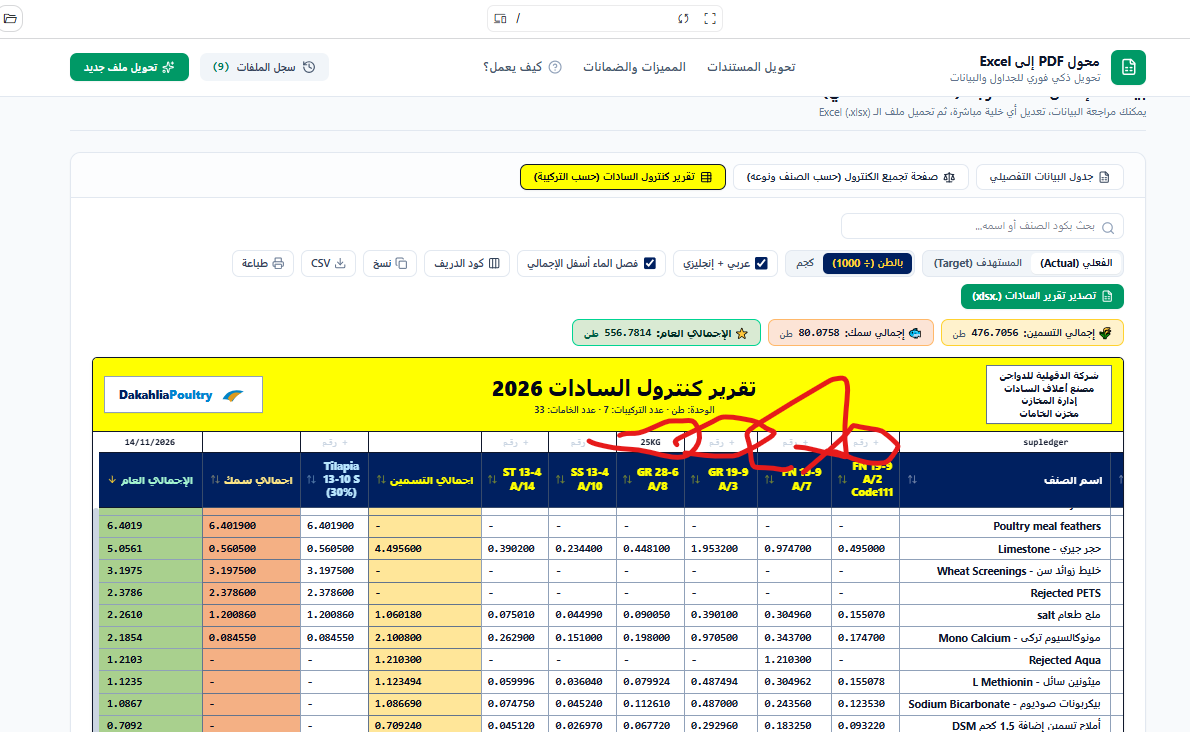 /
محول PDF إلى Excel
تحويل ذكي فوري للجداول والبيانات
تحويل المستندات
المميزات والضمانات
كيف يعمل؟
سجل الملفات (9)
تحويل ملف جديد
يمكنك مراجعة البيانات، تعديل أي خلية مباشرة، ثم تحميل ملف الـ Excel (.xlsx)
جدول البيانات التفصيلي
صفحة تجميع الكنترول (حسب الصنف ونوعه)
تقرير كنترول السادات (حسب التركيبة)
بحث بكود الصنف أو اسمه...
الفعلي (Actual)
المستهدف (Target)
بالطن (÷ 1000)
كجم
عربي + إنجليزي
فصل الماء أسفل الإجمالي
كود الدريف
نسخ
CSV
طباعة
تصدير تقرير السادات (.xlsx)
إجمالي التسمين: 476.7056 طن
إجمالي سمك: 80.0758 طن
الإجمالي العام: 556.7814 طن
شركة الدقهلية للدواجن
مصنع أعلاف السادات
إدارة المخازن
مخزن الخامات
تقرير كنترول السادات 2026
الوحدة: طن · عدد التركيبات: 7 · عدد الخامات: 33
DakahliaPoultry
supledger + رقم + رقم + رقم 25KG + رقم + رقم + رقم 14/11/2026
اسم الصنف
FN 19-9 A/2 Code111
FN 19-9 A/7
GR 19-9 A/3
GR 28-6 A/8
SS 13-4 A/10
ST 13-4 A/14
اجمالي التسمين
Tilapia 13-10 S (30%)
اجمالي سمك
الإجمالي العام
Poultry meal feathers - - - - - - - 6.401900 6.401900 6.4019
حجر جيري - Limestone 0.495000 0.974700 1.953200 0.448100 0.234400 0.390200 4.495600 0.560500 0.560500 5.0561
خليط زوائد سن - Wheat Screenings - - - - - - - 3.197500 3.197500 3.1975
Rejected PETS - - - - - - - 2.378600 2.378600 2.3786
ملح طعام salt 0.155070 0.304960 0.390100 0.090050 0.044990 0.075010 1.060180 1.200860 1.200860 2.2610
مونوكالسيوم تركى - Mono Calcium 0.174700 0.343700 0.970500 0.198000 0.151000 0.262900 2.100800 0.084550 0.084550 2.1854
Rejected Aqua - 1.210300 - - - - 1.210300 - - 1.2103
ميثونين سائل - L Methionin 0.155078 0.304962 0.487494 0.079924 0.036040 0.059996 1.123494 - - 1.1235
بيكربونات صوديوم - Sodium Bicarbonate 0.123530 0.243560 0.487000 0.112610 0.045240 0.074750 1.086690 - - 1.0867
أملاح تسمين إضافة 1.5 كجم DSM 0.093220 0.183250 0.292960 0.067720 0.026970 0.045120 0.709240 - - 0.7092